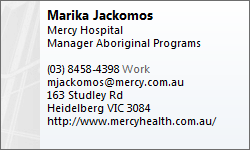 Marika Jackomos
Mercy Hospital
Manager Aboriginal Programs
(03) 8458-4398 Work
mjackomos@mercy.com.au
163 Studley Rd
Heidelberg VIC 3084
http://www.mercyhealth.com.au/